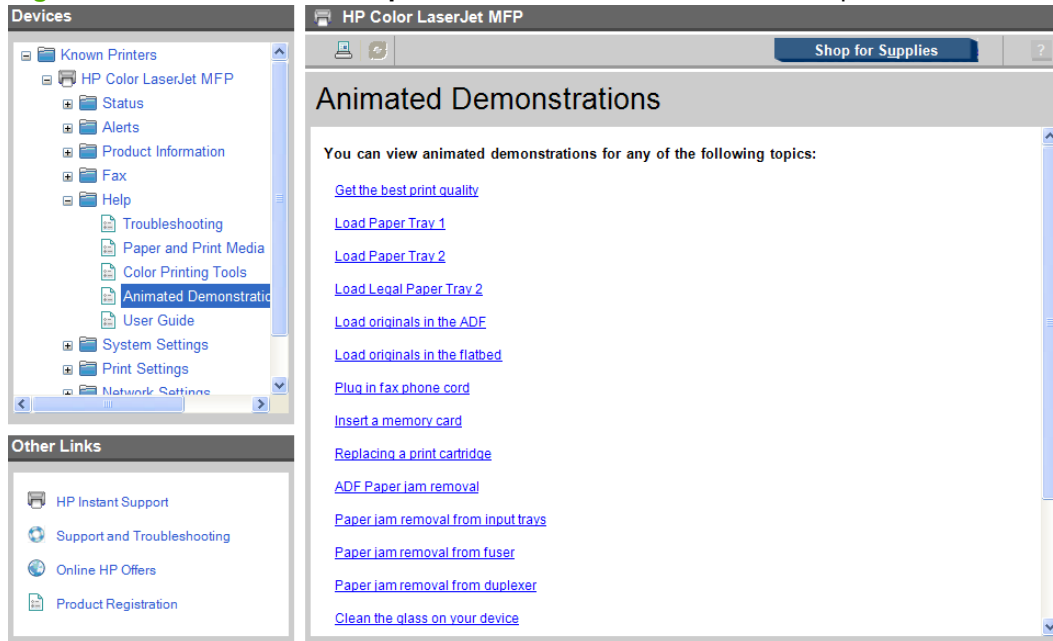 Devices
Known Printers
HP Color LaserJet MFP
Status
Alerts
Product Information
Fax
Help
Troubleshooting
Paper and Print Media
Color Printing Tools
Animated Demonstratio
User Guide
System Settings
Print Settings
Network Settings
Other Links
HP Instant Support
Support and Troubleshooting
Online HP Offers
Product Registration
HP Color LaserJet MFP
Shop for Supplies
?
Animated Demonstrations
You can view animated demonstrations for any of the following topics:
Get the best print quality
Load Paper Tray 1
Load Paper Tray 2
Load Legal Paper Tray 2
Load originals in the ADF
Load originals in the flatbed
Plug in fax phone cord
Insert a memory card
Replacing a print cartridge
ADF Paper jam removal
Paper jam removal from input trays
Paper jam removal from fuser
Paper jam removal from duplexer
Clean the glass on your device